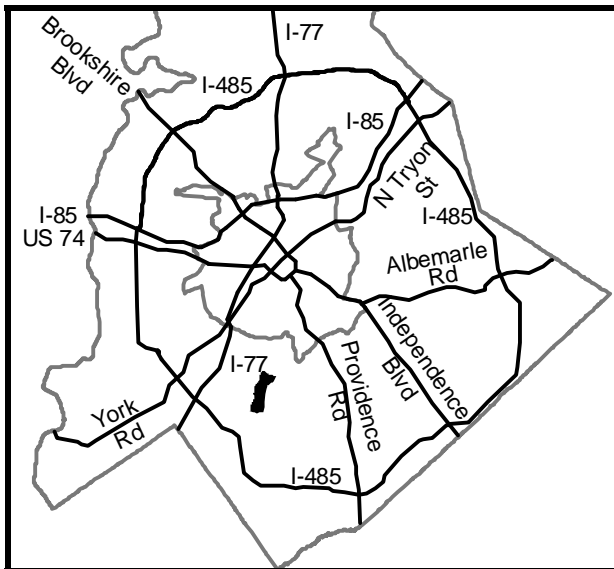 I-77
Brookshire
Blvd
I-485
I-85
N Tryon
St
I-85
US 74
I-485
Albemarle
Rd
Independence
Blvd
Providence
Rd
I-77
York
Rd
I-485